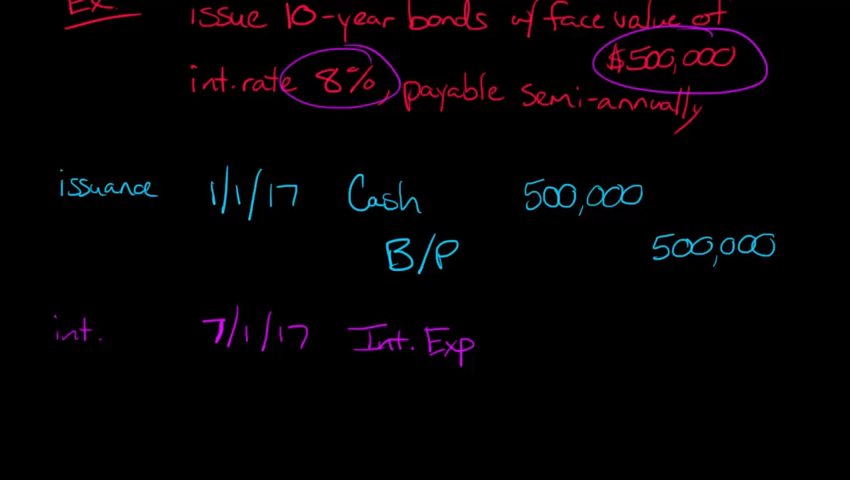 Ex. issue 10-year bonds w/ face value of
$500,000
int. rate 8%, payable semi-annually
issuance 1/1/17 Cash 500,000
B/P 500,000
int. 7/1/17 Int. Exp